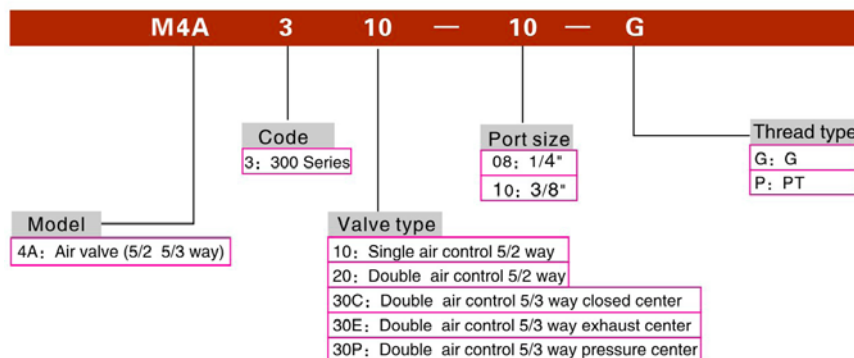 M4A 3 10 — 10 — G
Code
3: 300 Series
Port size
08: 1/4"
10: 3/8"
Thread type
G: G
P: PT
Model
4A: Air valve (5/2 5/3 way)
Valve type
10: Single air control 5/2 way
20: Double air control 5/2 way
30C: Double air control 5/3 way closed center
30E: Double air control 5/3 way exhaust center
30P: Double air control 5/3 way pressure center